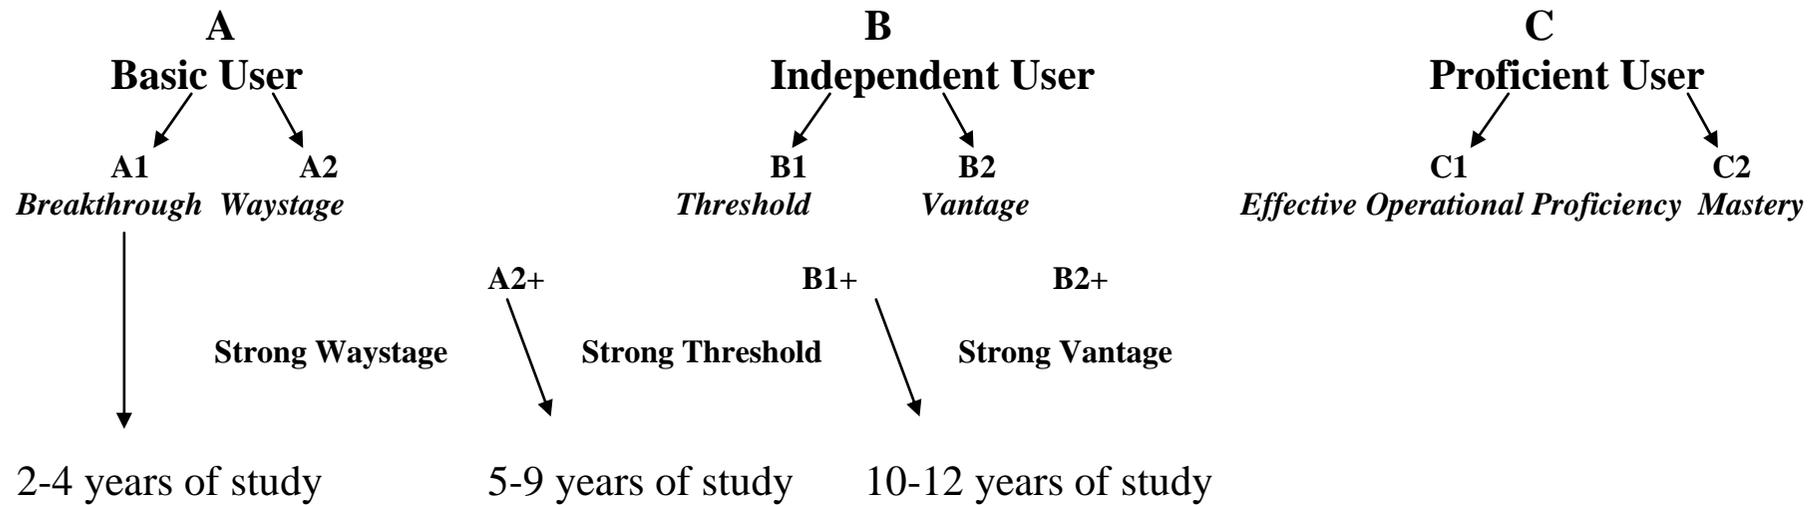 A B C
Basic User Independent User Proficient User
A1 A2 B1 B2 C1 C2
Breakthrough Waystage Threshold Vantage Effective Operational Proficiency Mastery
A2+ B1+ B2+
Strong Waystage Strong Threshold Strong Vantage
2-4 years of study 5-9 years of study 10-12 years of study